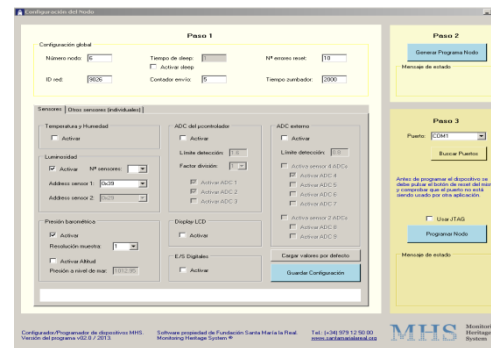 Configuración del Nodo
Paso 1
Configuración global
Número nodo 6
Tiempo de sleep
Activar sleep
Nº errores reset 10
ID red: 9826
Contador envío: 5
Tiempo zumbador: 2000
Sensores
Otros sensores (individuales)
Temperatura y Humedad
Activar
Luminosidad
Activar
Nº sensores:
Address sensor 1: 0x39
Address sensor 2: 0x29
Presión barométrica
Activar
Resolución muestra: 1
Activar Altitud
Presión a nivel de mar:
ADC del pcontrolador
Activar
Límite detección:
Factor división:
Activar ADC 1
Activar ADC 2
Activar ADC 3
Display LCD
Activar
E/S Digitales
Activar
ADC externo
Activar
Límite detección:
Activa sensor 4 ADCs
Activar ADC 4
Activar ADC 5
Activar ADC 6
Activar ADC 7
Activa sensor 2 ADCs
Activar ADC 8
Activar ADC 9
Cargar valores por defecto
Guardar Configuración
Paso 2
Generar Programa Nodo
Mensaje de estado
Paso 3
Puerto: COM1
Buscar Puertos
Antes de programar el dispositivo se
debe pulsar el botón de reset del mismo
y comprobar que el puerto no está
siendo usado por otra aplicación
Usar JTAG
Programar Nodo
Mensaje de estado
Configurador/Programador de dispositivos MHS.
Versión del programa v02.0 / 2013.
Software propiedad de Fundación Santa María la Real.
Monitoring Heritage System ®
Tel.: (+34) 979 12 50 00
www.santamarialareal.org
MHS
Monitoring
Heritage
System